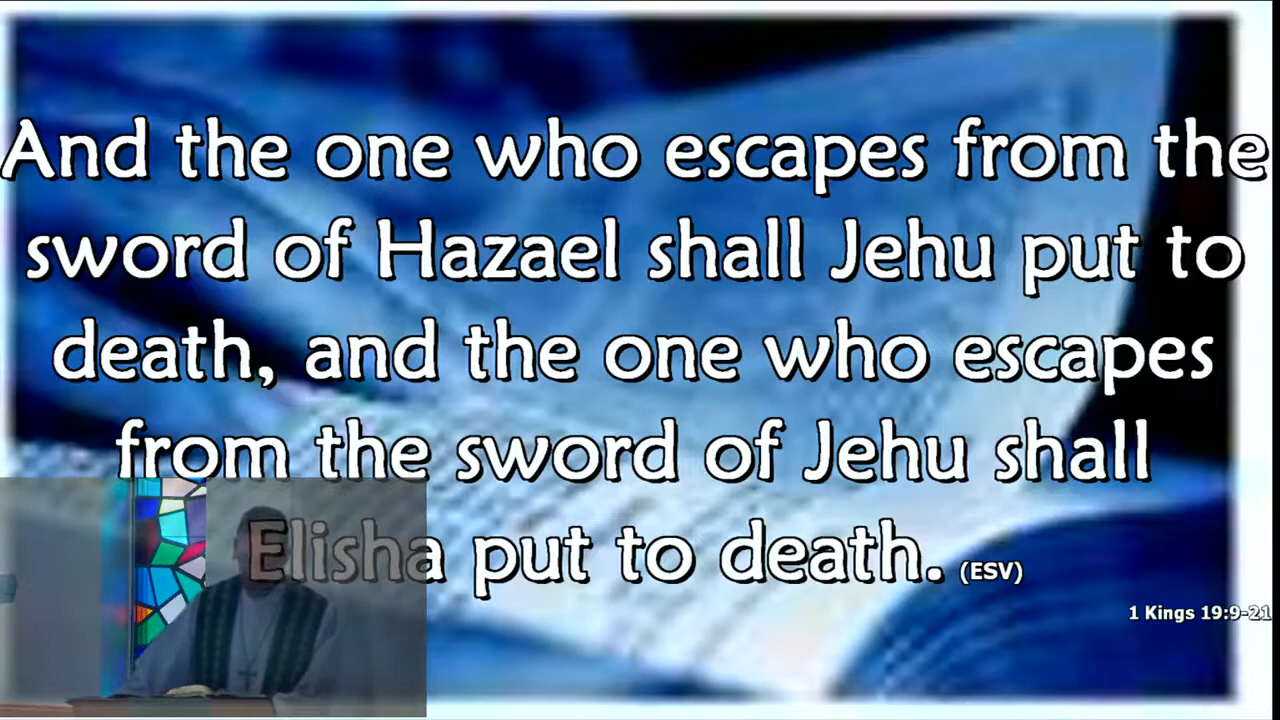 And the one who escapes from the
sword of Hazael shall Jehu put to
death, and the one who escapes
from the sword of Jehu shall
Elisha put to death. (ESV)
1 Kings 19:9-21